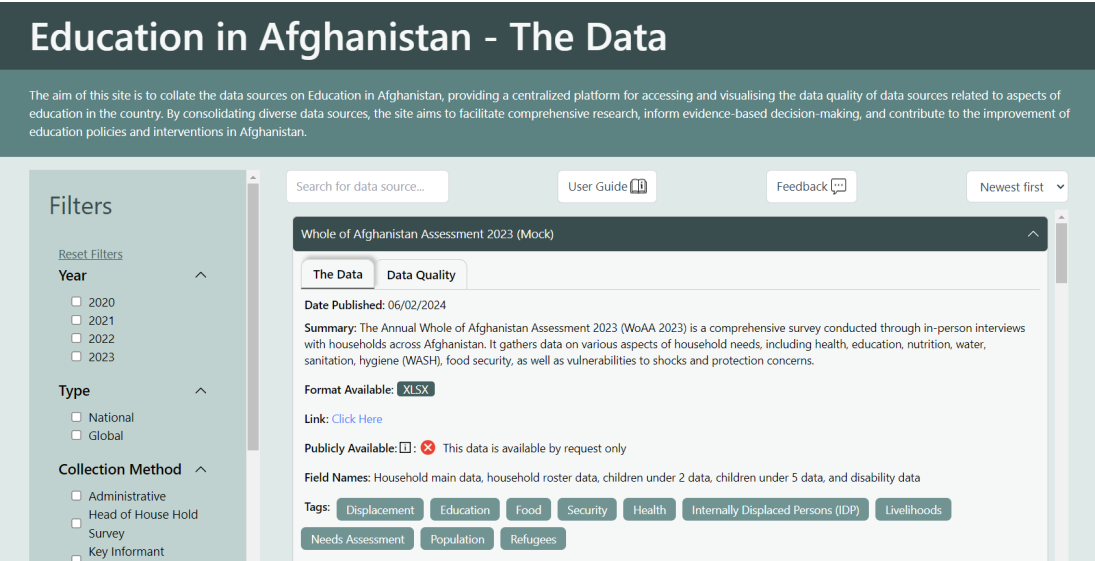 Education in Afghanistan - The Data
The aim of this site is to collate the data sources on Education in Afghanistan, providing a centralized platform for accessing and visualising the data quality of data sources related to aspects of
education in the country. By consolidating diverse data sources, the site aims to facilitate comprehensive research, inform evidence-based decision-making, and contribute to the improvement of
education policies and interventions in Afghanistan.
Filters
Reset Filters
Year
2020
2021
2022
2023
Type
National
Global
Collection Method
Administrative
Head of House Hold
Survey
Key Informant
Search for data source...
User Guide
Feedback
Newest first
Whole of Afghanistan Assessment 2023 (Mock)
The Data
Data Quality
Date Published: 06/02/2024
Summary: The Annual Whole of Afghanistan Assessment 2023 (WoAA 2023) is a comprehensive survey conducted through in-person interviews
with households across Afghanistan. It gathers data on various aspects of household needs, including health, education, nutrition, water,
sanitation, hygiene (WASH), food security, as well as vulnerabilities to shocks and protection concerns.
Format Available: XLSX
Link: Click Here
Publicly Available: : This data is available by request only
Field Names: Household main data, household roster data, children under 2 data, children under 5 data, and disability data
Tags: Displacement Education Food Security Health Internally Displaced Persons (IDP) Livelihoods
Needs Assessment Population Refugees